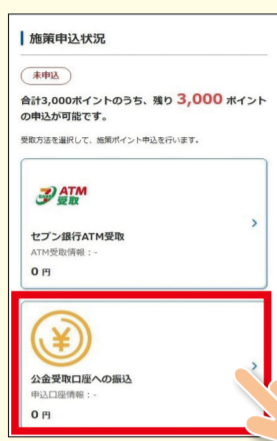 施策申込状況
未申込
合計3,000ポイントのうち、残り 3,000 ポイント
の申込が可能です。
受取方法を選択して、施策ポイント申込を行います。
ATM
受取
セブン銀行ATM受取
ATM受取情報：-
0 円
公金受取口座への振込
申込口座情報：-
0 円